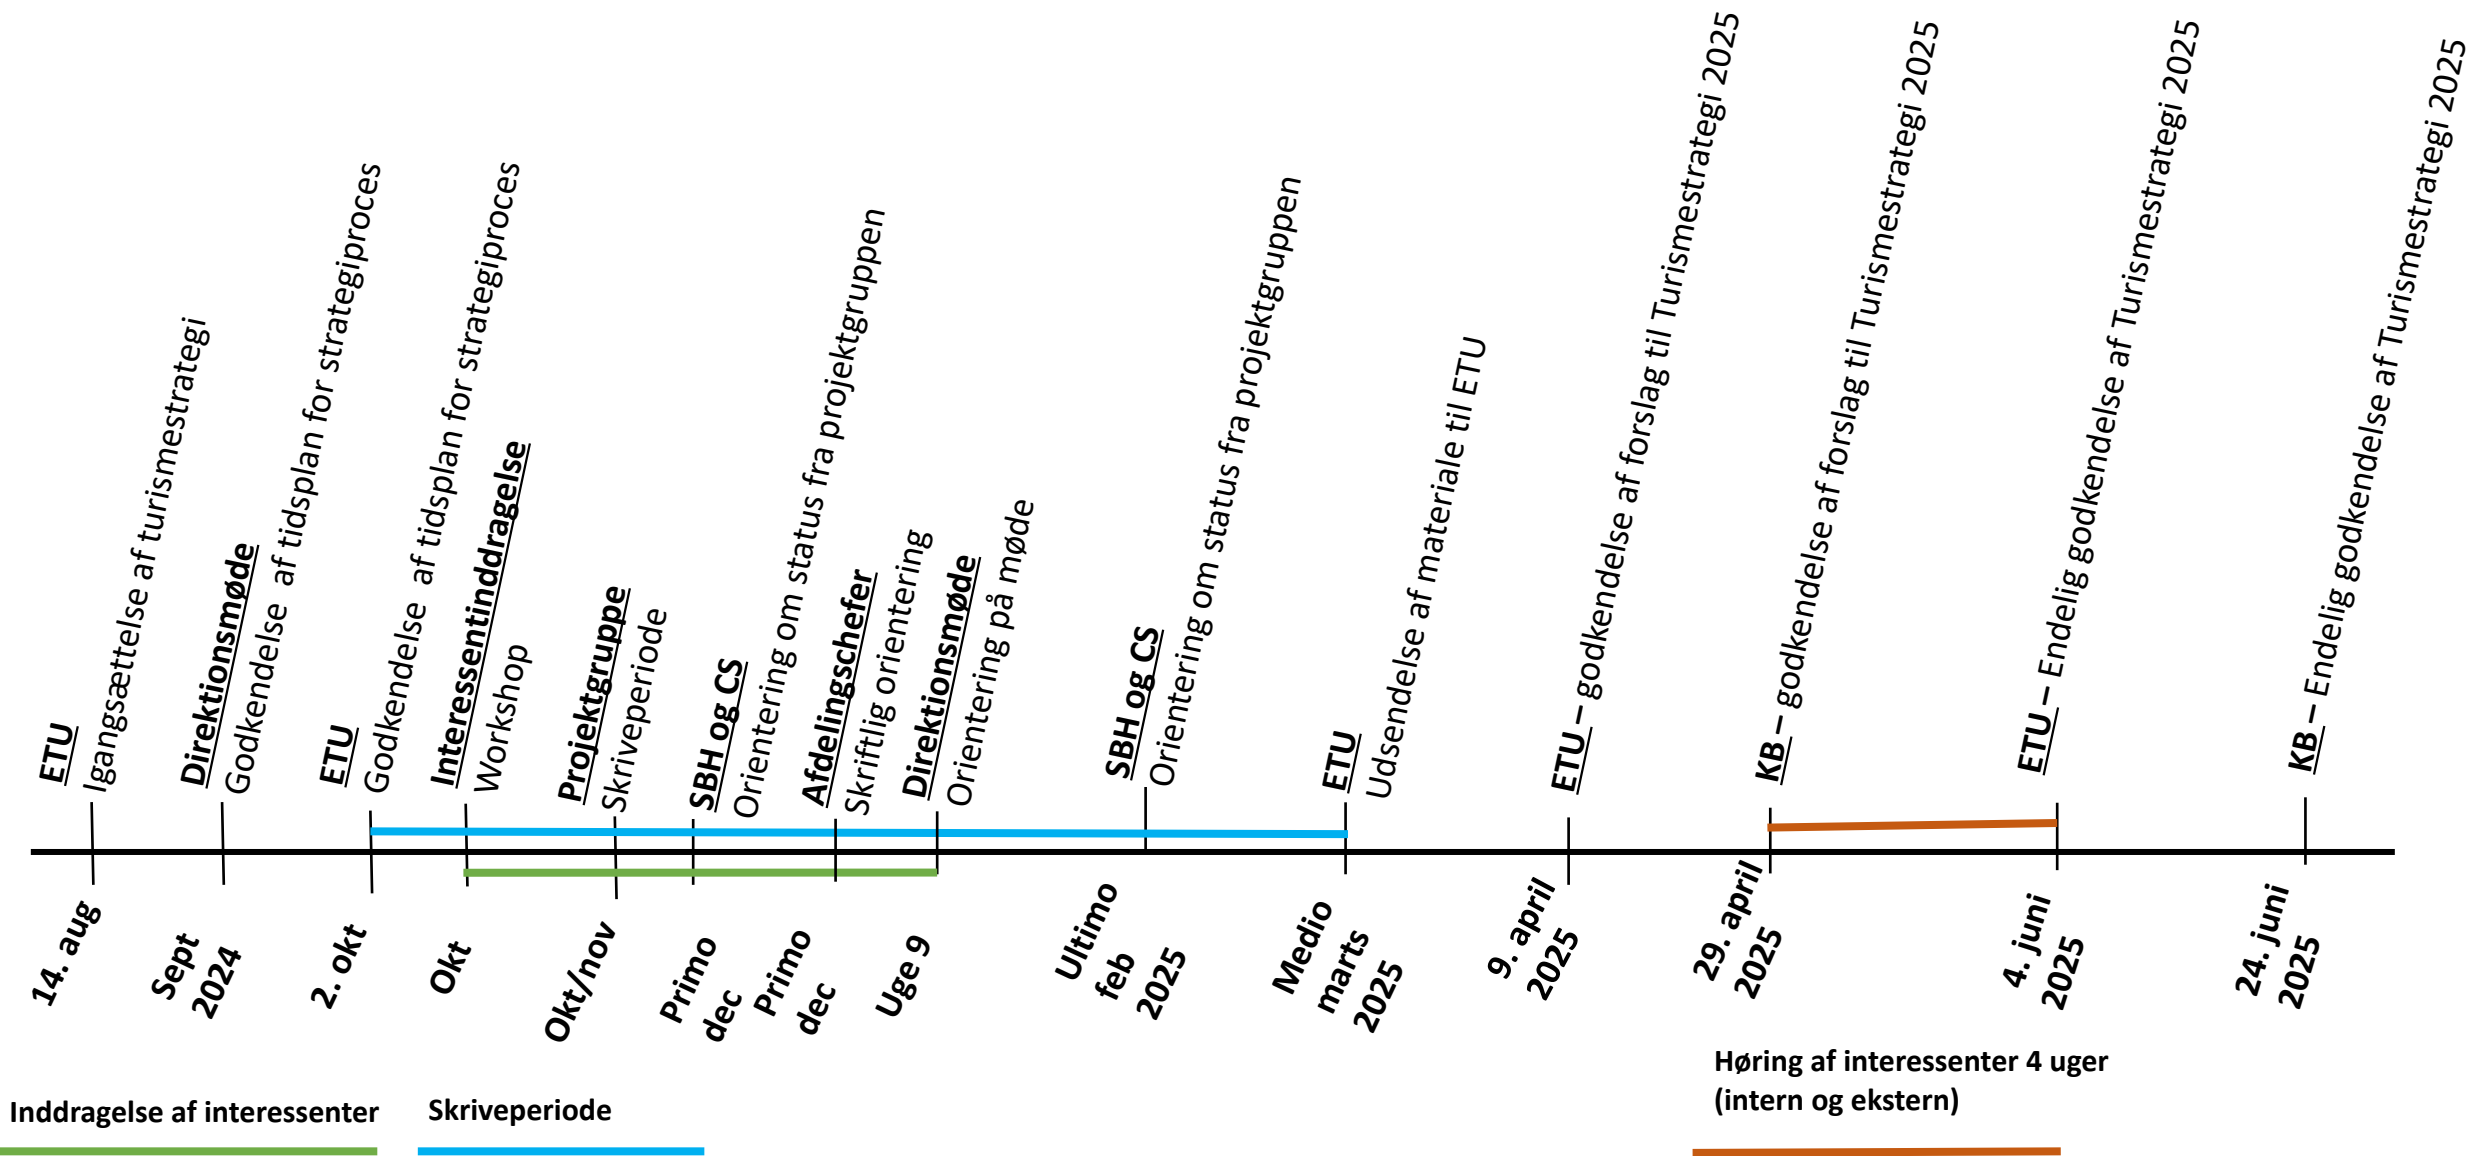 ETU
Igangsættelse af turismestrategi
Direktionsmøde
Godkendelse af tidsplan for strategiproces
ETU
Godkendelse af tidsplan for strategiproces
Interessentinddragelse
Workshop
Projektgruppe
Skriveperiode
SBH og CS
Orientering om status fra projektgruppen
Afdelingschefer
Skriftlig orientering
Direktionsmøde
Orientering på møde
SBH og CS
Orientering om status fra projektgruppen
ETU
Udsendelse af materiale til ETU
ETU – godkendelse af forslag til Turismestrategi 2025
KB – godkendelse af forslag til Turismestrategi 2025
ETU – Endelig godkendelse af Turismestrategi 2025
KB – Endelig godkendelse af Turismestrategi 2025
14. aug
Sept
2024
2. okt
Okt
Okt/nov
Primo
dec
Primo
dec
Uge 9
Ultimo
feb
2025
Medio
marts
2025
9. april
2025
29. april
2025
4. juni
2025
24. juni
2025
Inddragelse af interessenter
Skriveperiode
Høring af interessenter 4 uger
(intern og ekstern)